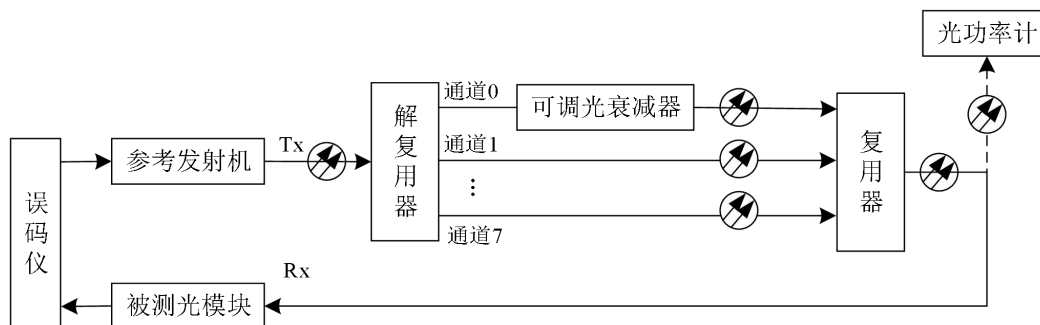 光功率计
通道0
可调光衰减器
解复用器
复用器
参考发射机
Tx
通道1
⋮
通道7
误码仪
Rx
被测光模块